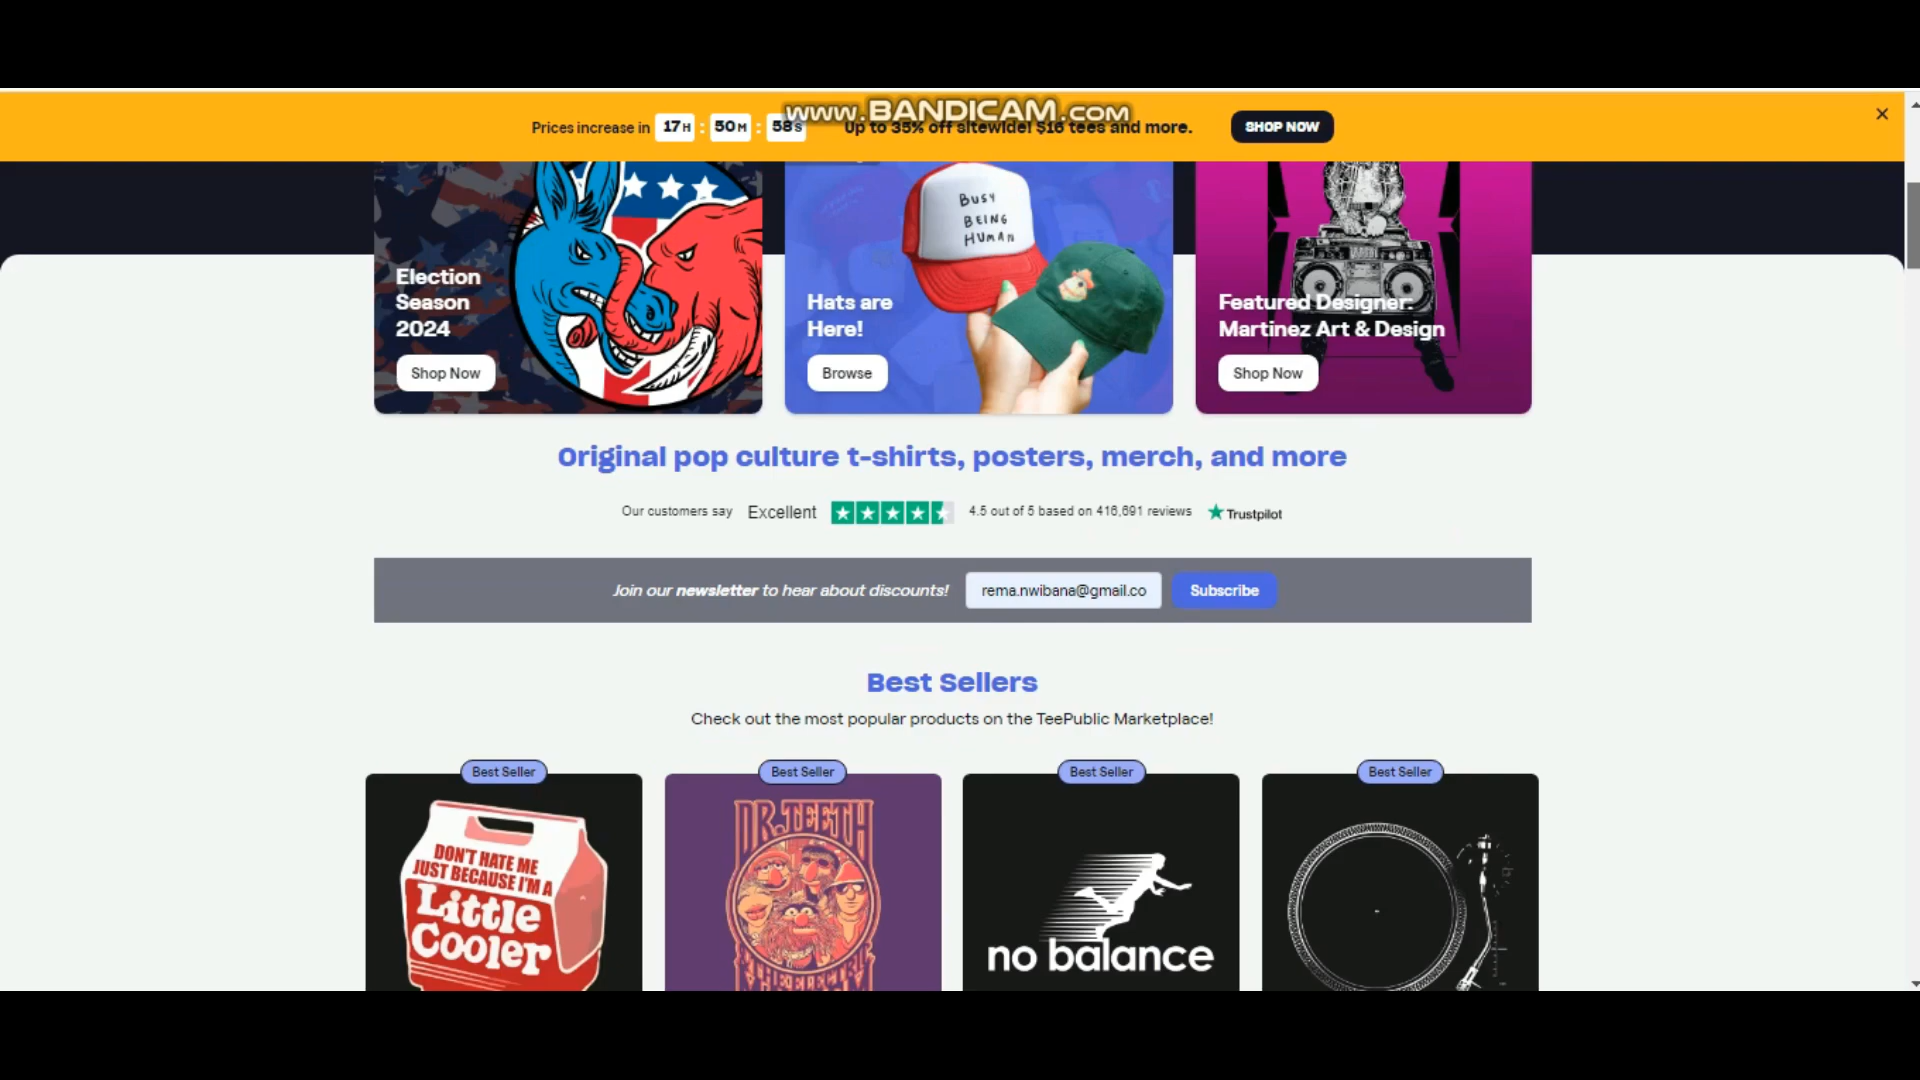 www.BANDICAM.com
Prices increase in 17H : 50M : 58S Up to 35% off sitewide! $16 tees and more. SHOP NOW
BUSY
BEING
HUMAN
Election
Season
2024
Shop Now
Hats are
Here!
Browse
Featured Designer:
Martinez Art & Design
Shop Now
Original pop culture t-shirts, posters, merch, and more
Our customers say Excellent 4.5 out of 5 based on 416,691 reviews Trustpilot
Join our newsletter to hear about discounts! rema.nwibana@gmail.co Subscribe
Best Sellers
Check out the most popular products on the TeePublic Marketplace!
Best Seller Best Seller Best Seller Best Seller
DON'T HATE ME
JUST BECAUSE I'M A
Little
Cooler
DR. TEETH
no balance